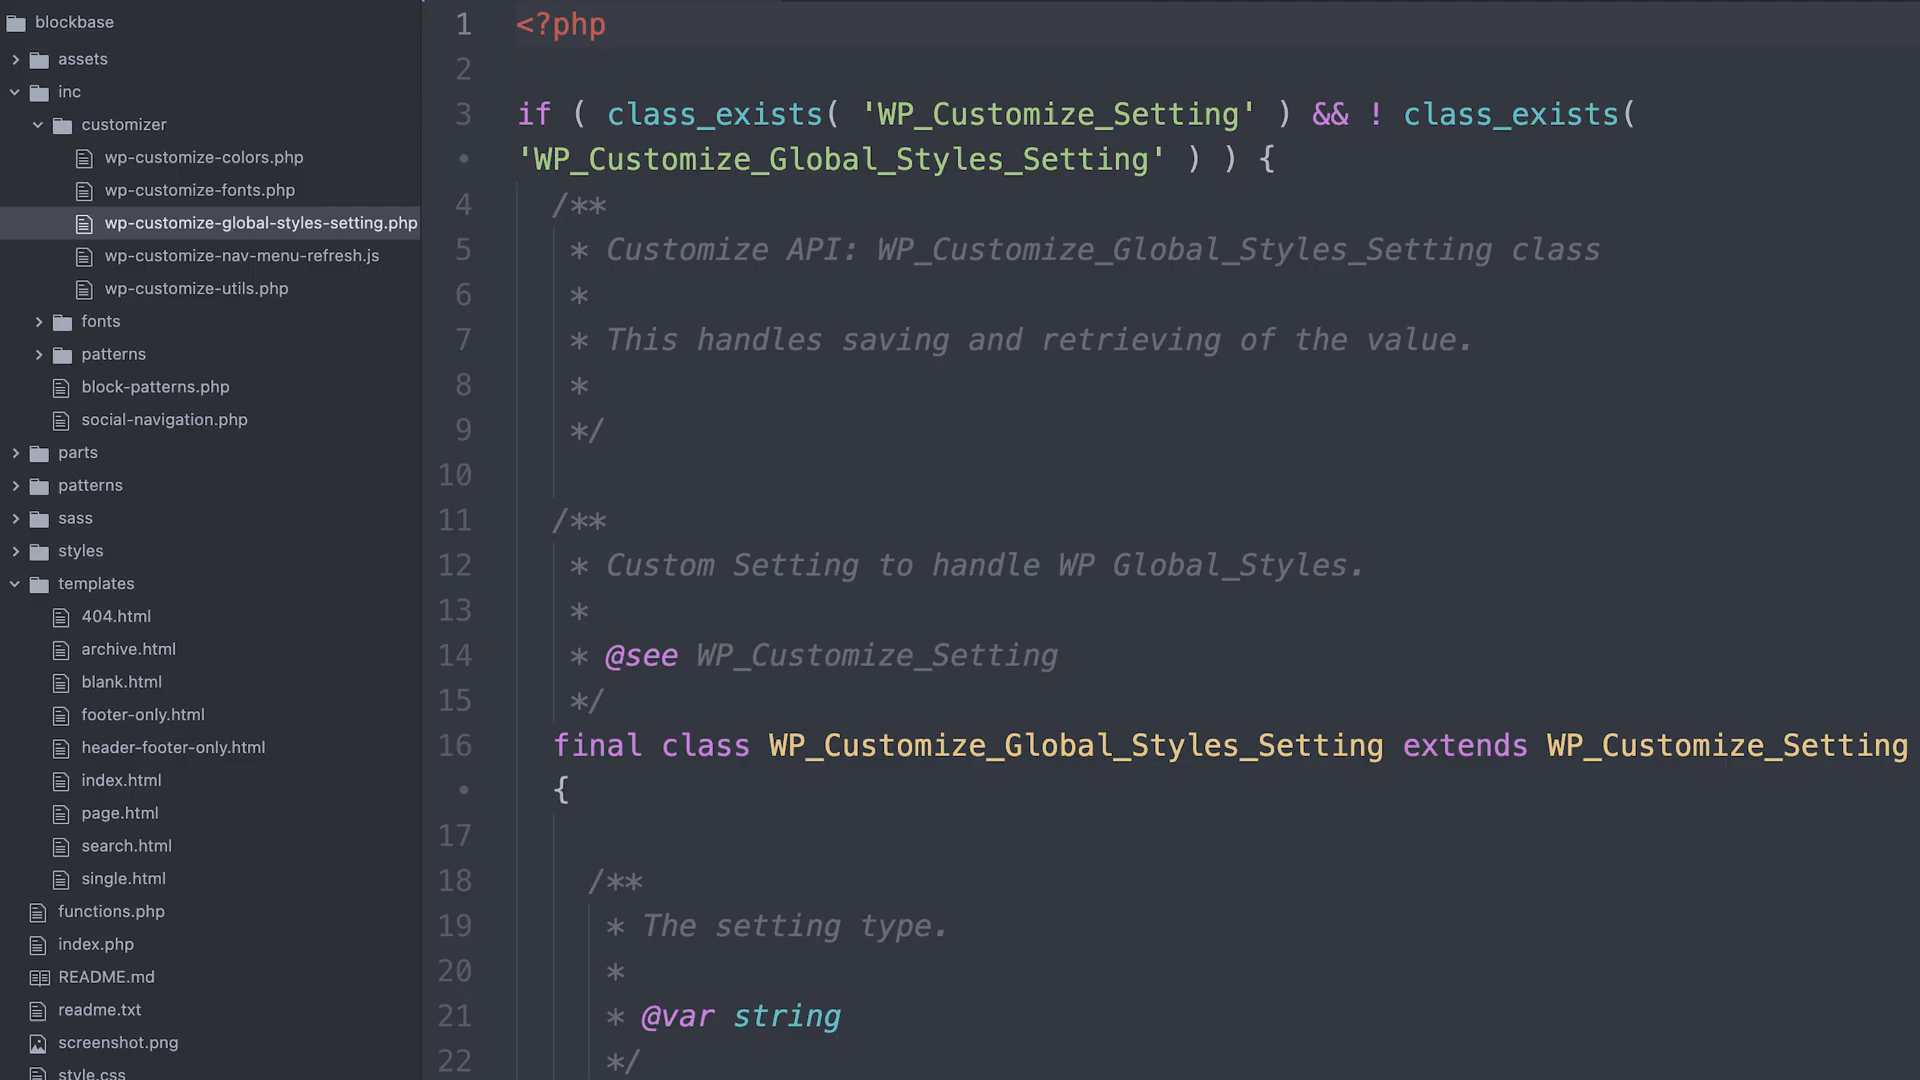 blockbase
assets
inc
customizer
wp-customize-colors.php
wp-customize-fonts.php
wp-customize-global-styles-setting.php
wp-customize-nav-menu-refresh.js
wp-customize-utils.php
fonts
patterns
block-patterns.php
social-navigation.php
parts
patterns
sass
styles
templates
404.html
archive.html
blank.html
footer-only.html
header-footer-only.html
index.html
page.html
search.html
single.html
functions.php
index.php
README.md
readme.txt
screenshot.png
style.css
1 <?php
2
3 if ( class_exists( 'WP_Customize_Setting' ) && ! class_exists(
• 'WP_Customize_Global_Styles_Setting' ) ) {
4 /**
5 * Customize API: WP_Customize_Global_Styles_Setting class
6 *
7 * This handles saving and retrieving of the value.
8 *
9 */
10
11 /**
12 * Custom Setting to handle WP Global_Styles.
13 *
14 * @see WP_Customize_Setting
15 */
16 final class WP_Customize_Global_Styles_Setting extends WP_Customize_Setting
• {
17
18 /**
19 * The setting type.
20 *
21 * @var string
22 */